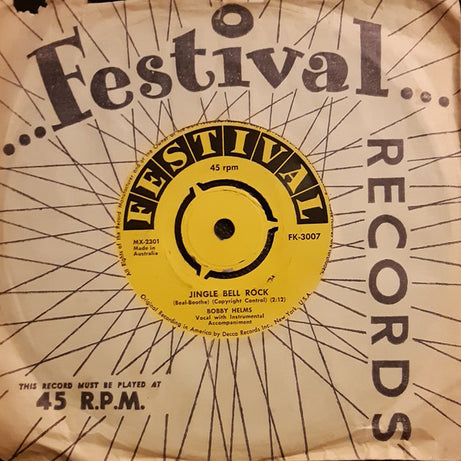 ...Festival...
RECORDS
FESTIVAL
45 rpm
MX-2301
Made in
Australia
FK-3007
JINGLE BELL ROCK
(Beal-Boothe) (Copyright Control) (2:12)
BOBBY HELMS
Vocal with Instrumental
Accompaniment
Original Recording in America by Decca Records Inc., New York, U.S.A.
THIS RECORD MUST BE PLAYED AT
45 R.P.M.